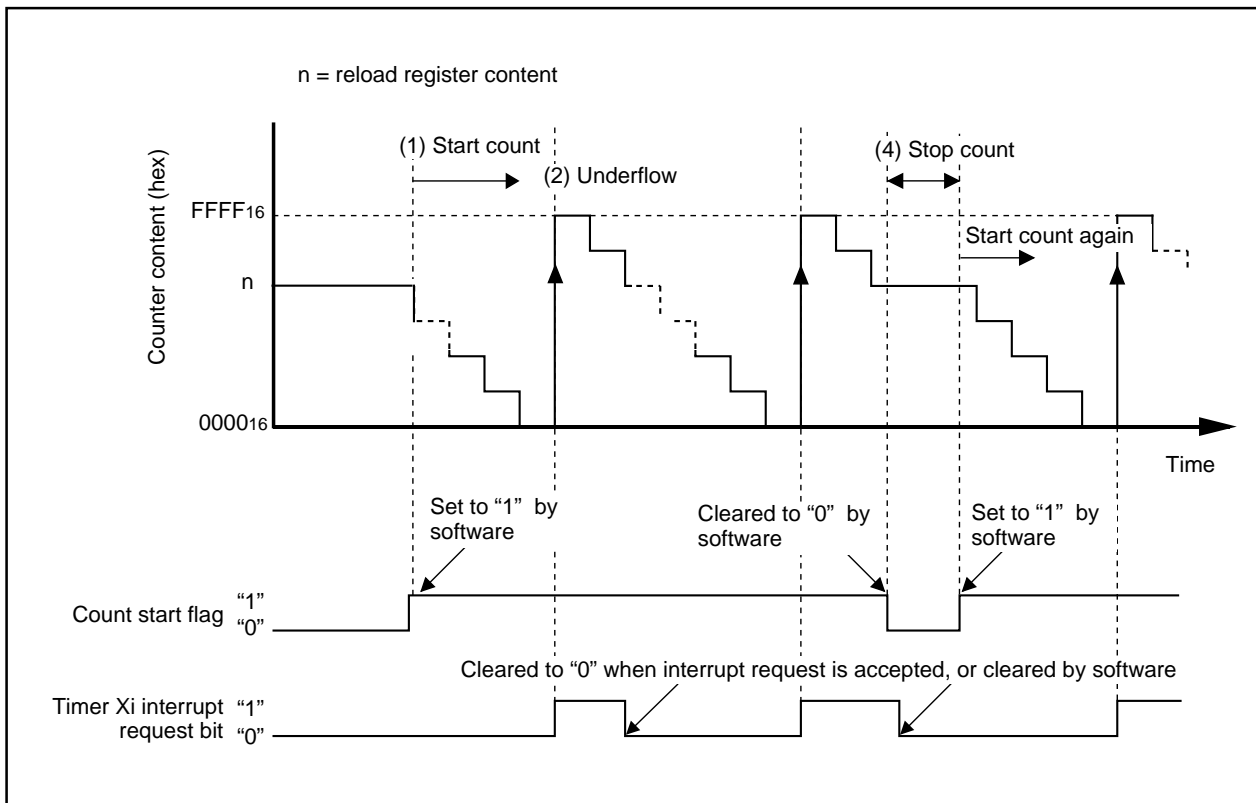 n = reload register content
(1) Start count
(4) Stop count
(2) Underflow
FFFF16
Start count again
n
Counter content (hex)
000016
Time
Set to “1” by
software
Cleared to “0” by
software
Set to “1” by
software
Count start flag
“1”
“0”
Cleared to “0” when interrupt request is accepted, or cleared by software
Timer Xi interrupt
request bit
“1”
“0”